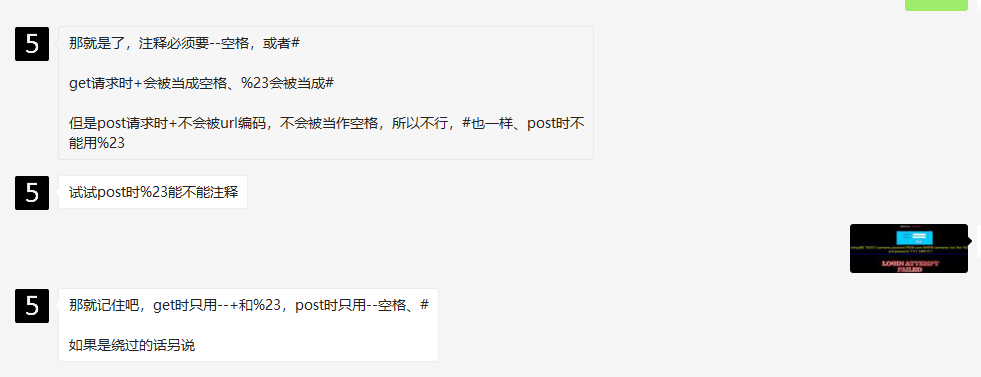 5
那就是了，注释必须要--空格，或者#
get请求时+会被当成空格、%23会被当成#
但是post请求时+不会被url编码，不会被当作空格，所以不行，#也一样、post时不
能用%23
5
试试post时%23能不能注释
LOGIN ATTEMPT
FAILED
5
那就记住吧，get时只用--+和%23，post时只用--空格、#
如果是绕过的话另说